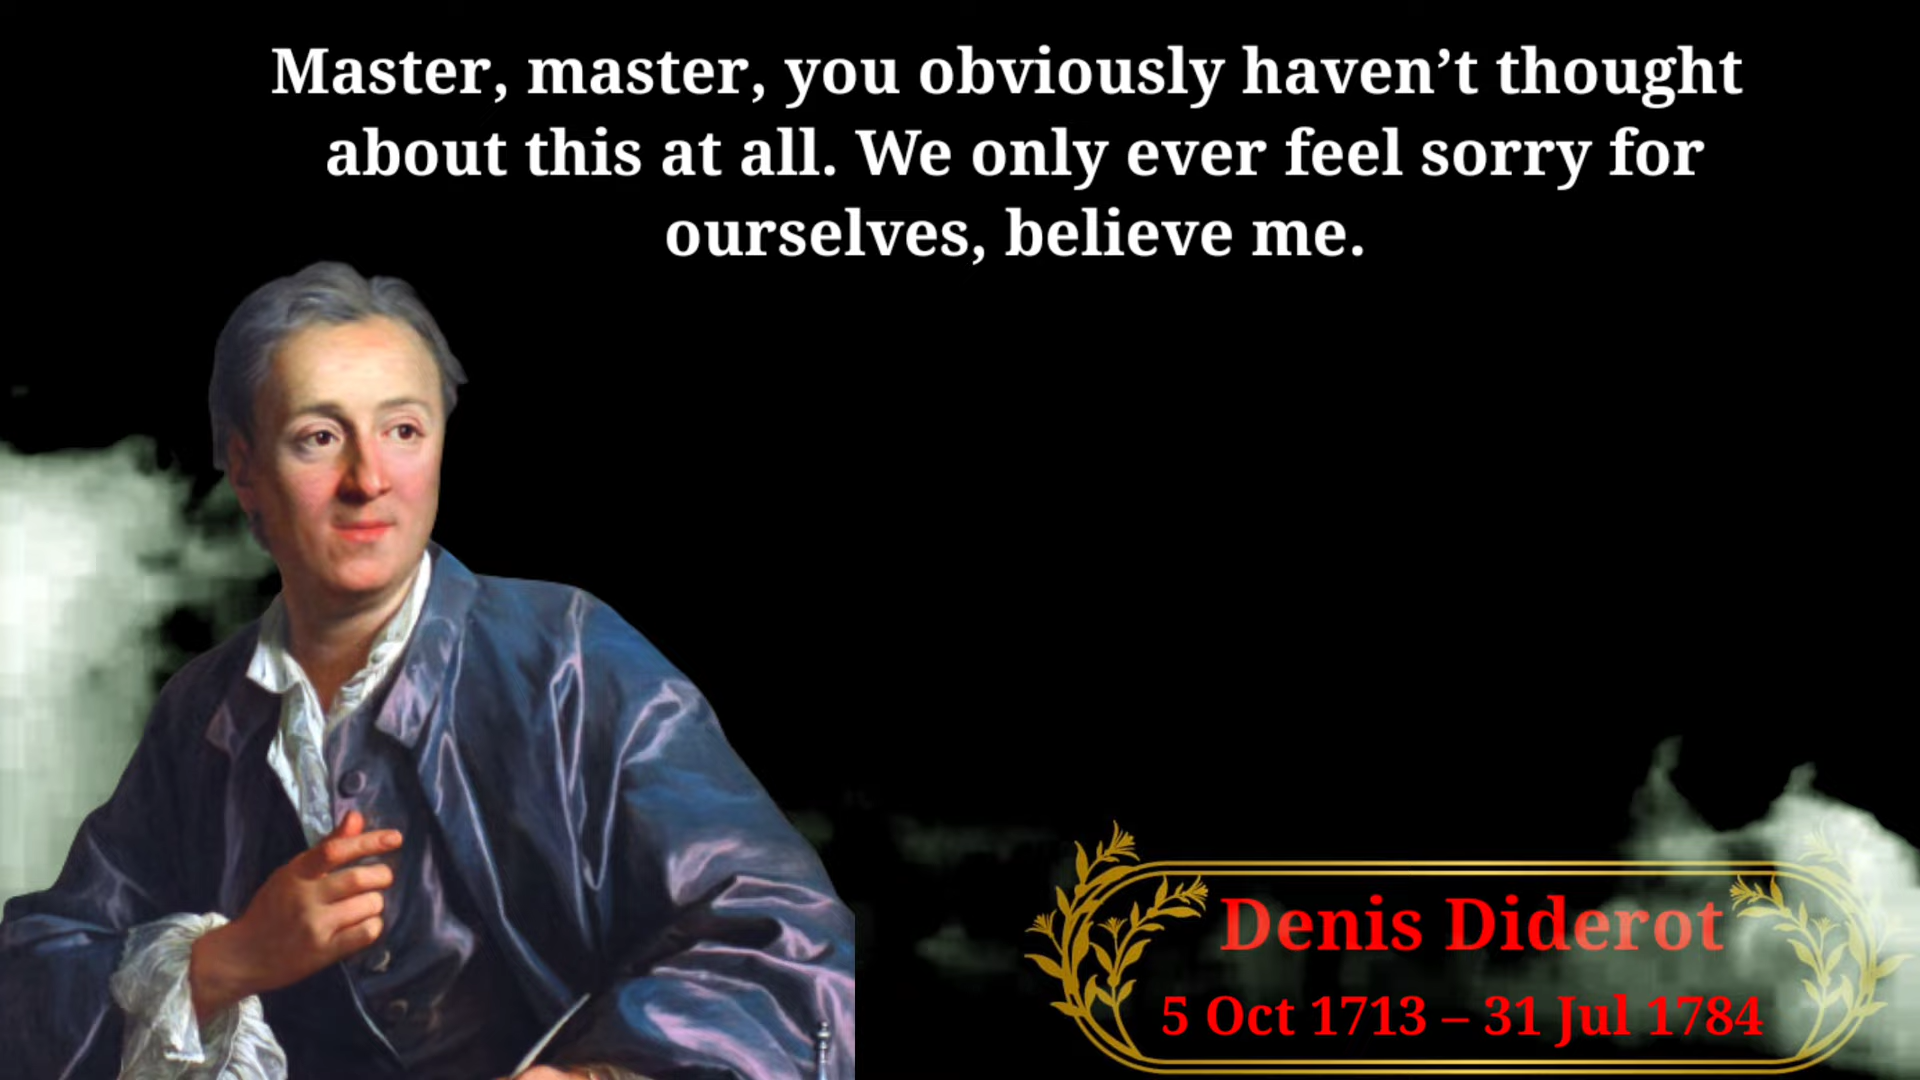 Master, master, you obviously haven’t thought
about this at all. We only ever feel sorry for
ourselves, believe me.
Denis Diderot
5 Oct 1713 – 31 Jul 1784